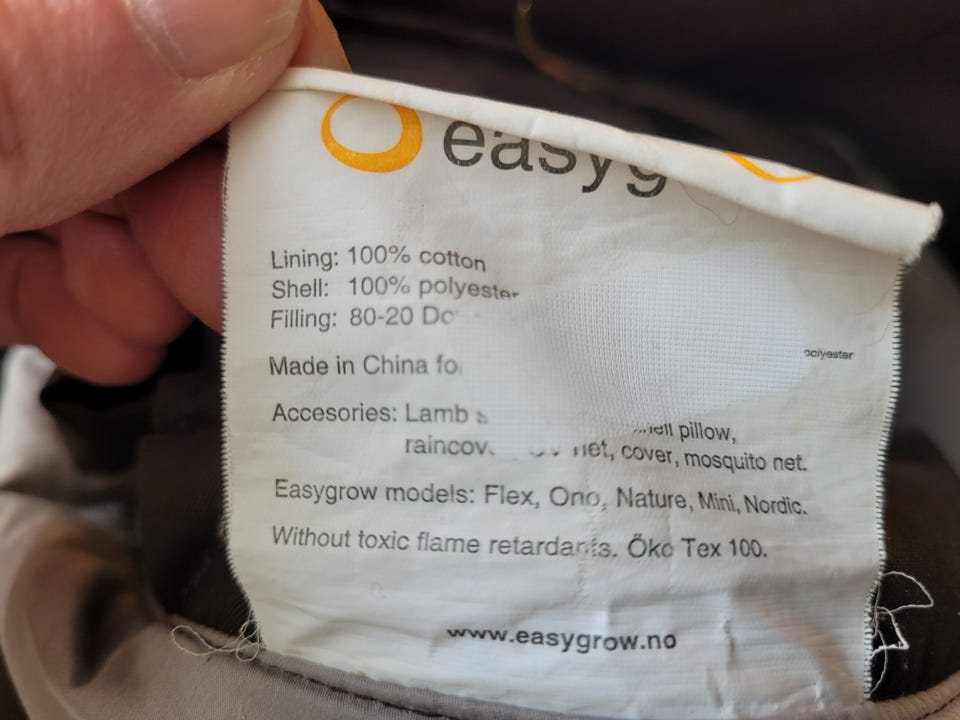 easyg
Lining: 100% cotton
Shell: 100% polyester
Filling: 80-20
polyester
Made in China
Accesories: Lamb pillow,
net, cover, mosquito net.
Easygrow models: Flex, Ono, Nature, Mini, Nordic.
Without toxic flame retardants. Öko Tex 100.
www.easygrow.no